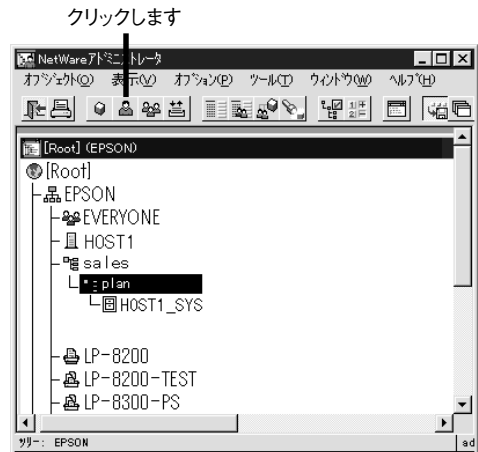 クリックします
NetWareアドミニストレータ
オブジェクト(O) 表示(V) オプション(P) ツール(T) ウィンドウ(W) ヘルプ(H)
[Root] (EPSON)
[Root]
EPSON
EVERYONE
HOST1
sales
plan
HOST1_SYS
LP-8200
LP-8200-TEST
LP-8300-PS
ツリー: EPSON
ad